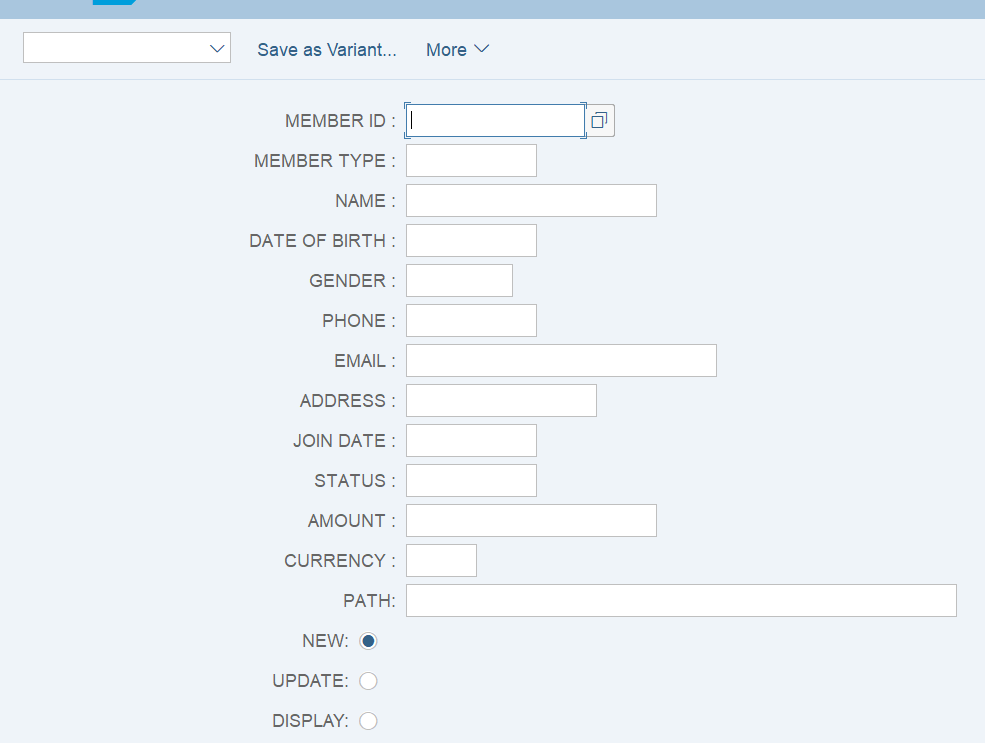 Save as Variant... More
MEMBER ID :
MEMBER TYPE :
NAME :
DATE OF BIRTH :
GENDER :
PHONE :
EMAIL :
ADDRESS :
JOIN DATE :
STATUS :
AMOUNT :
CURRENCY :
PATH:
NEW:
UPDATE:
DISPLAY: